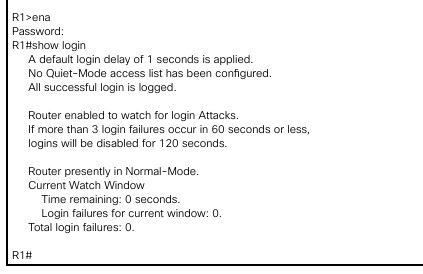 R1>ena
Password:
R1#show login
A default login delay of 1 seconds is applied.
No Quiet-Mode access list has been configured.
All successful login is logged.
Router enabled to watch for login Attacks.
If more than 3 login failures occur in 60 seconds or less,
logins will be disabled for 120 seconds.
Router presently in Normal-Mode.
Current Watch Window
Time remaining: 0 seconds.
Login failures for current window: 0.
Total login failures: 0.
R1#